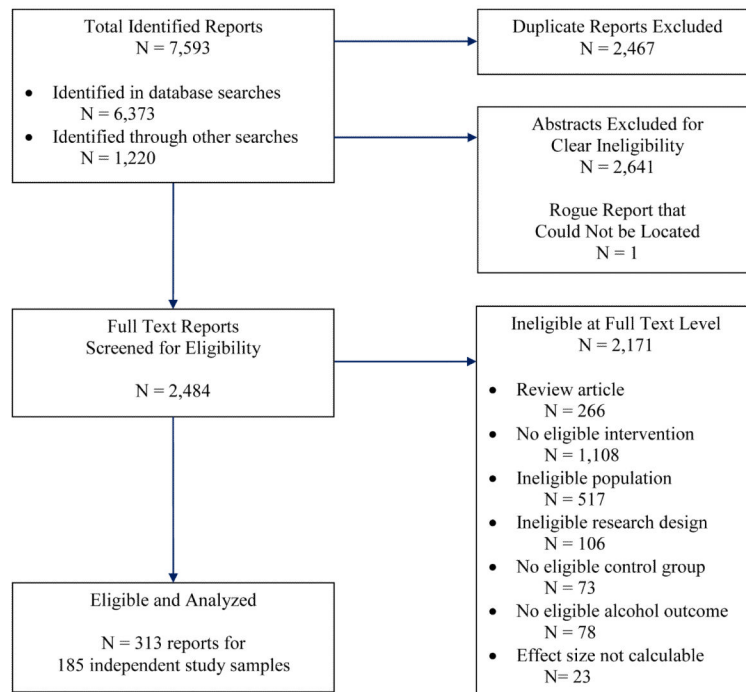 Total Identified Reports
N = 7,593
• Identified in database searches
N = 6,373
• Identified through other searches
N = 1,220
Duplicate Reports Excluded
N = 2,467
Abstracts Excluded for
Clear Ineligibility
N = 2,641
Rogue Report that
Could Not be Located
N = 1
Full Text Reports
Screened for Eligibility
N = 2,484
Ineligible at Full Text Level
N = 2,171
• Review article
N = 266
• No eligible intervention
N = 1,108
• Ineligible population
N = 517
• Ineligible research design
N = 106
• No eligible control group
N = 73
• No eligible alcohol outcome
N = 78
• Effect size not calculable
N= 23
Eligible and Analyzed
N = 313 reports for
185 independent study samples